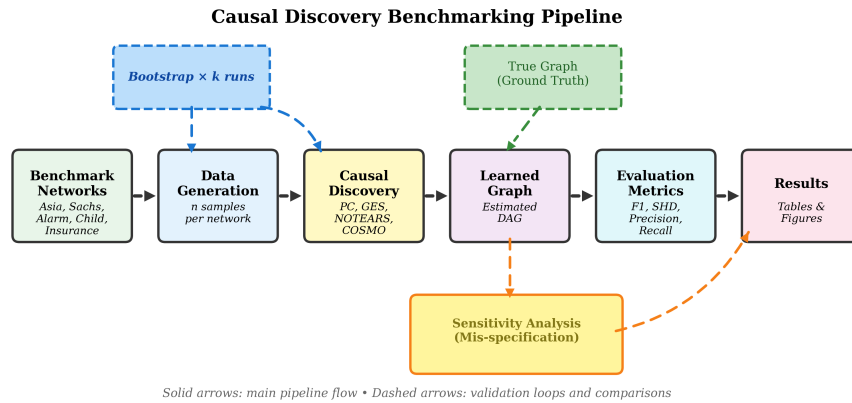 Causal Discovery Benchmarking Pipeline
Bootstrap × k runs
True Graph
(Ground Truth)
Benchmark
Networks
Asia, Sachs,
Alarm, Child,
Insurance
Data
Generation
n samples
per network
Causal
Discovery
PC, GES,
NOTEARS,
COSMO
Learned
Graph
Estimated
DAG
Evaluation
Metrics
F1, SHD,
Precision,
Recall
Results
Tables &
Figures
Sensitivity Analysis
(Mis-specification)
Solid arrows: main pipeline flow • Dashed arrows: validation loops and comparisons